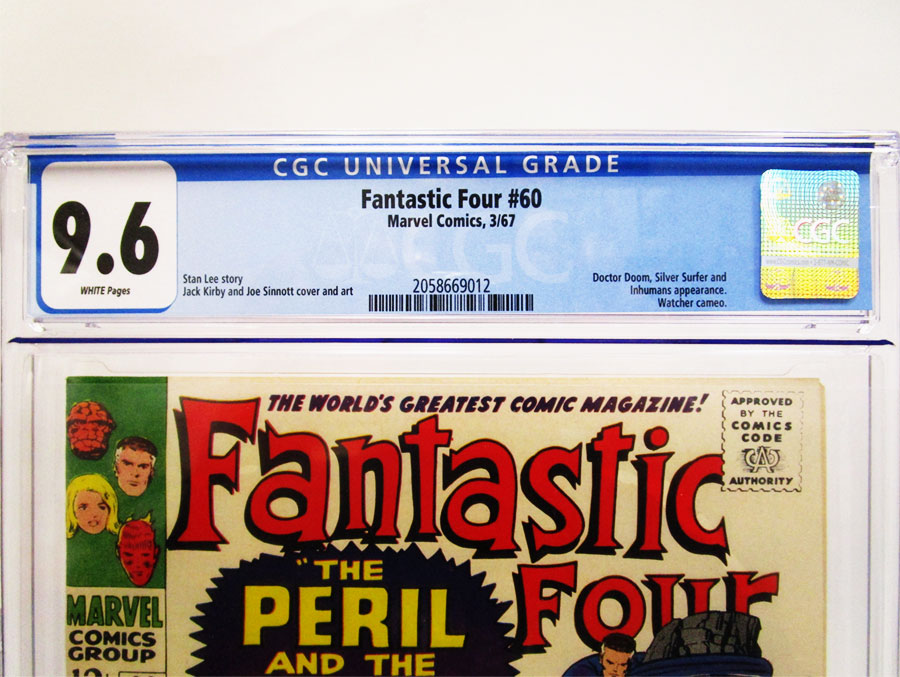 CGC UNIVERSAL GRADE
9.6
WHITE Pages
Fantastic Four #60
Marvel Comics, 3/67
Stan Lee story
Jack Kirby and Joe Sinnott cover and art
2058669012
Doctor Doom, Silver Surfer and
Inhumans appearance.
Watcher cameo.
CGC
CGC
THE WORLD'S GREATEST COMIC MAGAZINE!
Fantastic
Four
APPROVED
BY THE
COMICS
CODE
CA
AUTHORITY
MARVEL
COMICS
GROUP
"THE
PERIL
AND THE